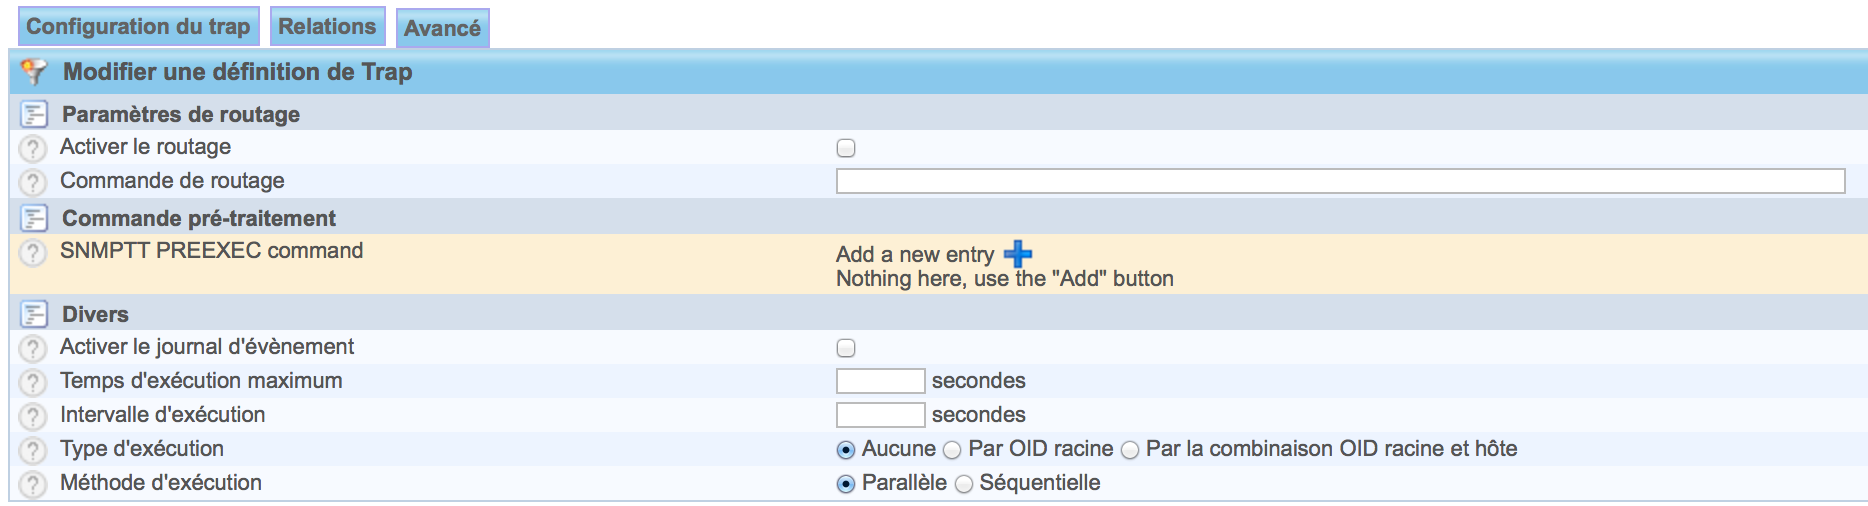 Configuration du trap Relations Avancé
Modifier une définition de Trap
Paramètres de routage
? Activer le routage
? Commande de routage
Commande pré-traitement
? SNMPTT PREEXEC command Add a new entry
Nothing here, use the "Add" button
Divers
? Activer le journal d'évènement
? Temps d'exécution maximum secondes
? Intervalle d'exécution secondes
? Type d'exécution Aucune Par OID racine Par la combinaison OID racine et hôte
? Méthode d'exécution Parallèle Séquentielle